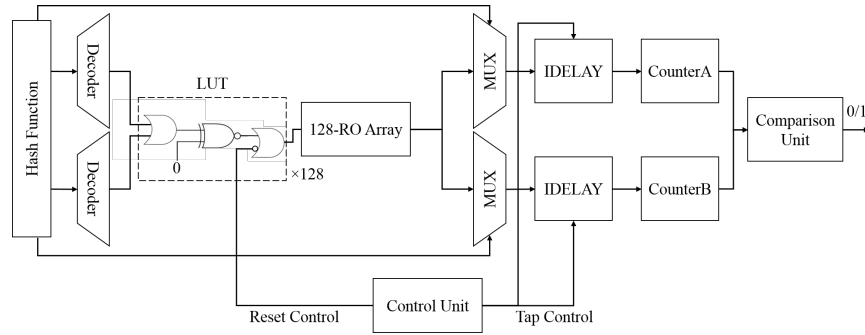 Hash Function
Decoder
Decoder
LUT
0
×128
128-RO Array
MUX
MUX
IDELAY
IDELAY
CounterA
CounterB
Comparison
Unit
0/1
Reset Control
Control Unit
Tap Control